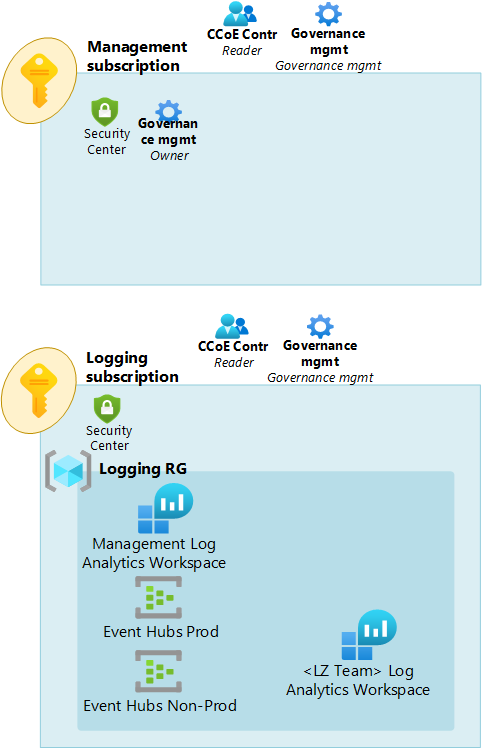 CCoE Contr
Reader
Governance
mgmt
Governance mgmt
Management
subscription
Security
Center
Governan
ce mgmt
Owner
CCoE Contr
Reader
Governance
mgmt
Governance mgmt
Logging
subscription
Security
Center
Logging RG
Management Log
Analytics Workspace
Event Hubs Prod
<LZ Team> Log
Analytics Workspace
Event Hubs Non-Prod